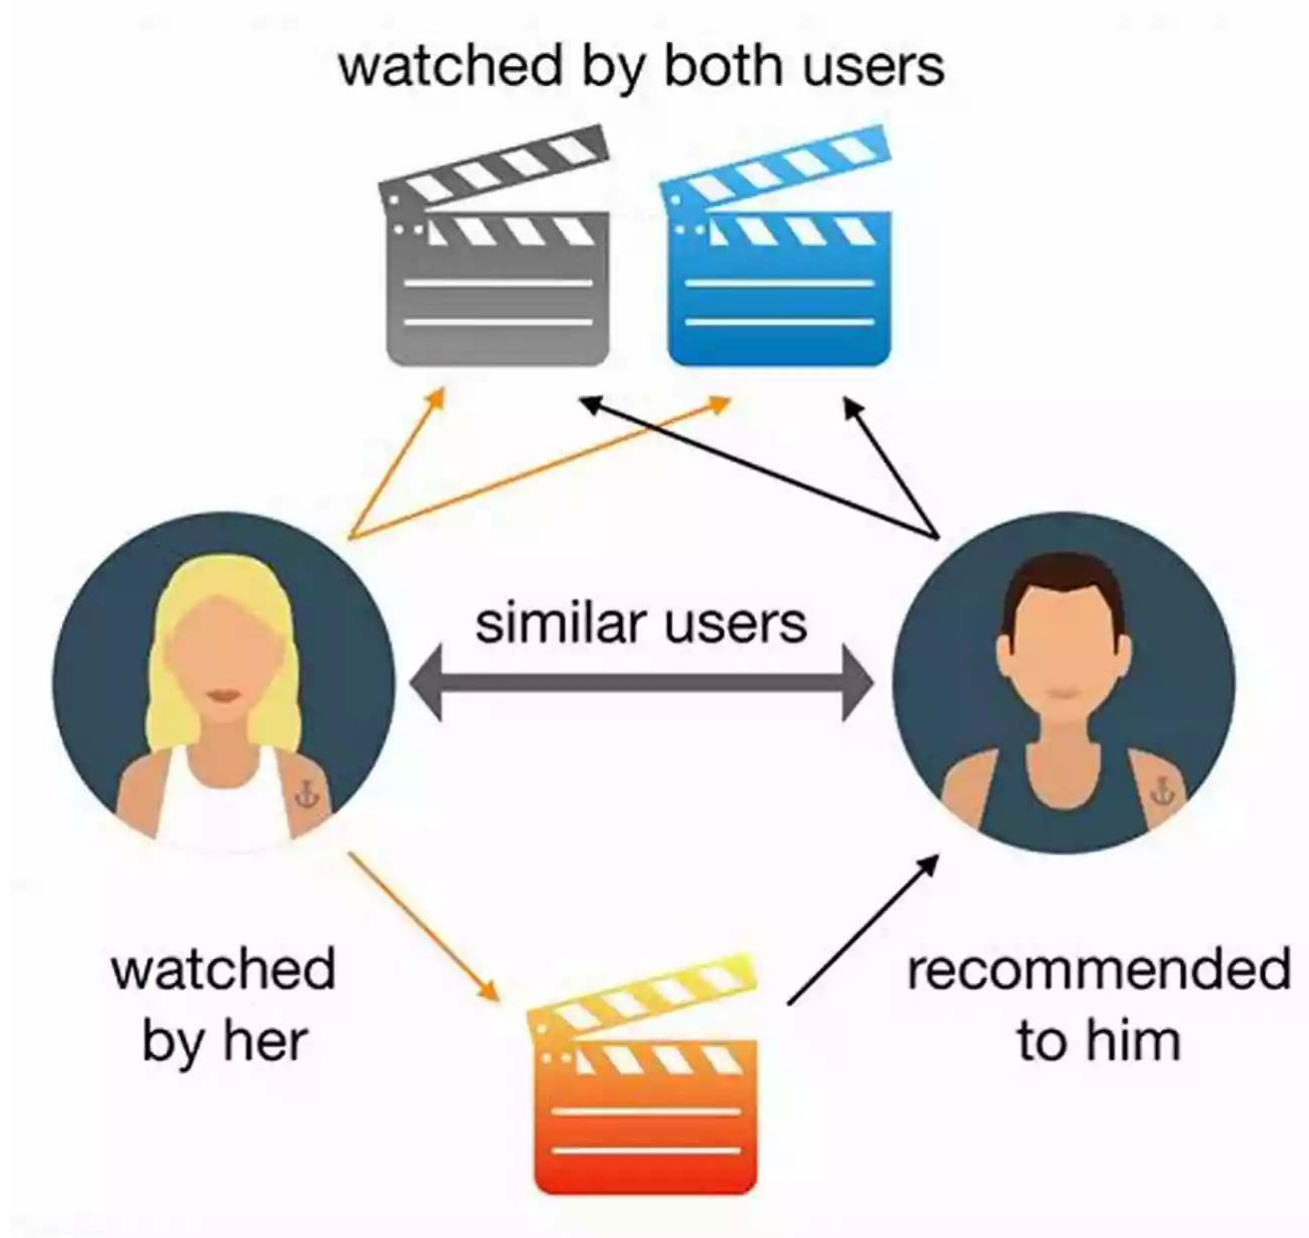 watched by both users
similar users
watched
by her
recommended
to him